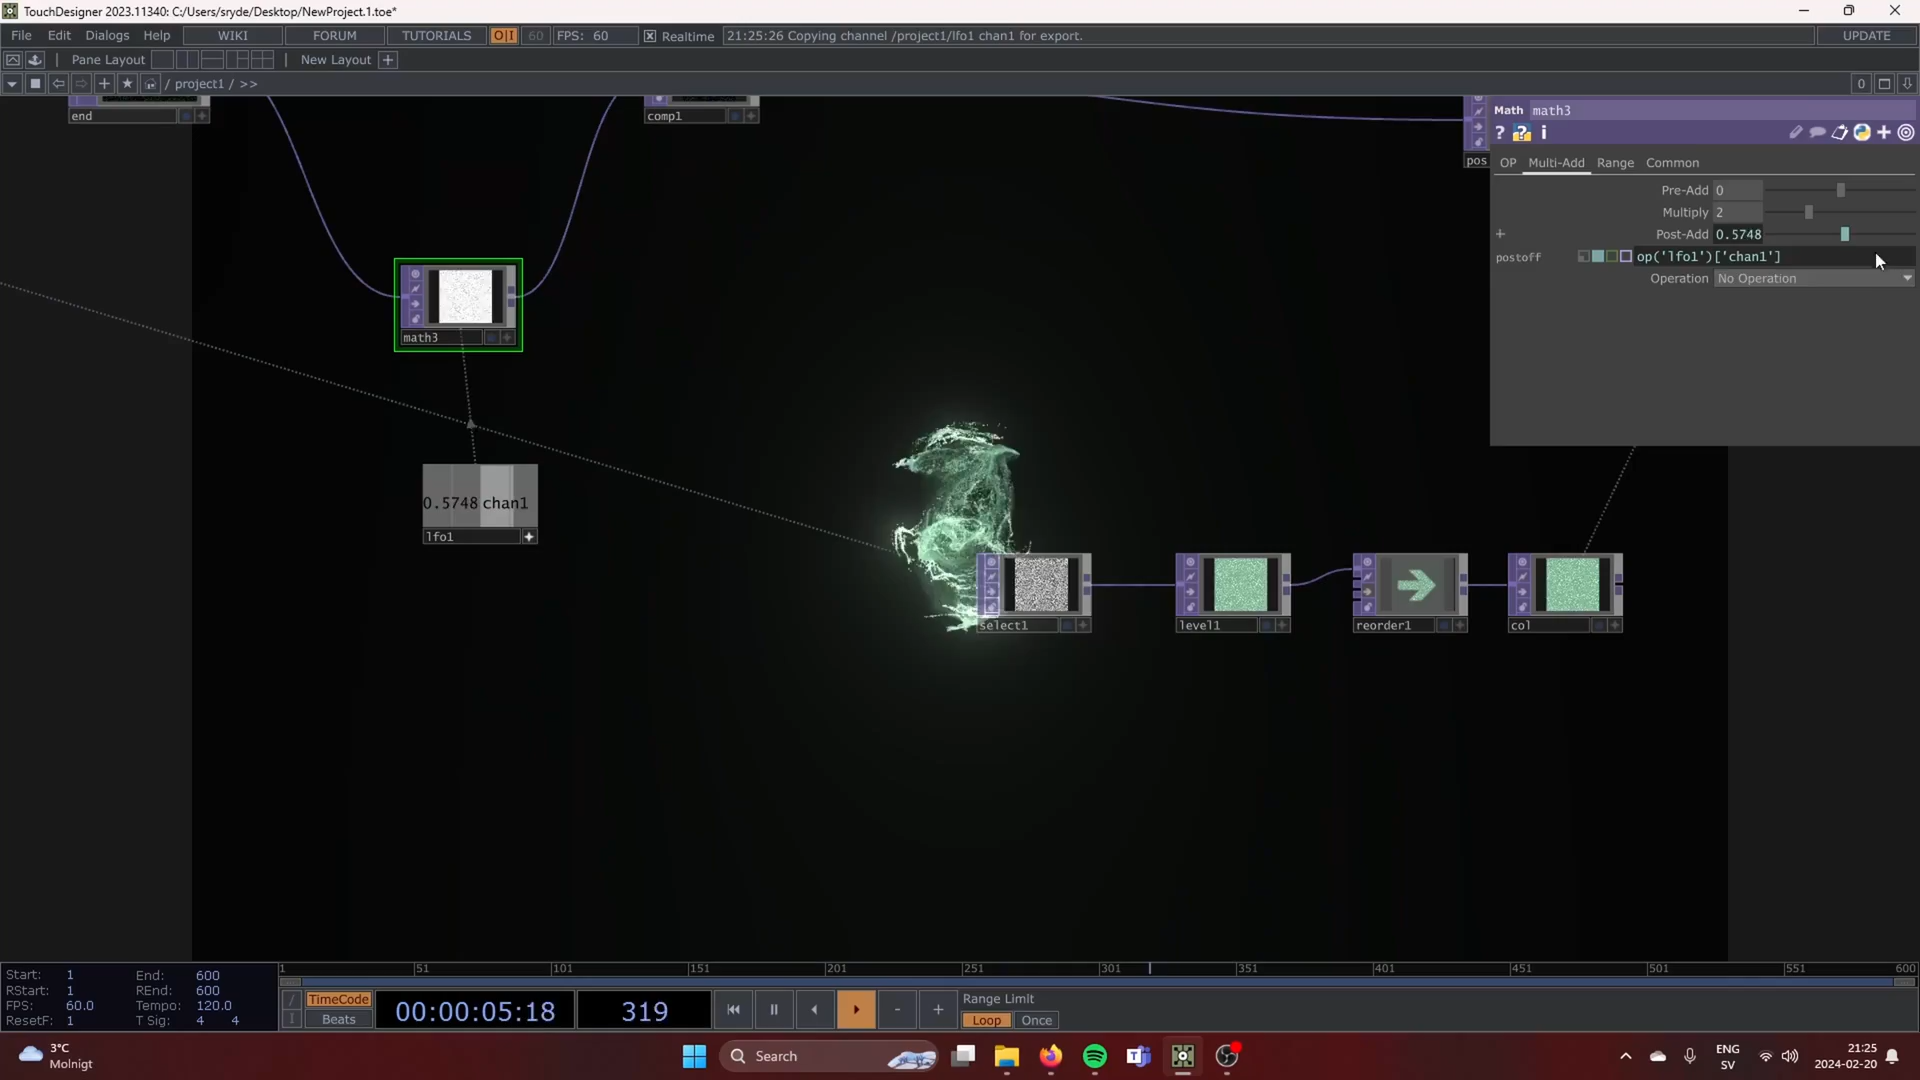 TouchDesigner 2023.11340: C:/Users/sryde/Desktop/NewProject.1.toe*
File Edit Dialogs Help WIKI FORUM TUTORIALS O|I 60 FPS: 60 Realtime 21:25:26 Copying channel /project1/lfo1 chan1 for export. UPDATE
Pane Layout New Layout +
/ project1 / >> 0
end
comp1
pos
Math math3
? ? i
OP Multi-Add Range Common
Pre-Add 0
Multiply 2
+ Post-Add 0.5748
postoff op('lfo1')['chan1']
Operation No Operation
math3
0.5748 chan1
lfo1
select1
level1
reorder1
col
1 51 101 151 201 251 301 351 401 451 501 551 600
Start: 1 End: 600
RStart: 1 REnd: 600
FPS: 60.0 Tempo: 120.0
ResetF: 1 T Sig: 4 4
TimeCode
Beats
00:00:05:18
319
Range Limit
Loop Once
3°C
Molnigt
Search
ENG
SV
21:25
2024-02-20